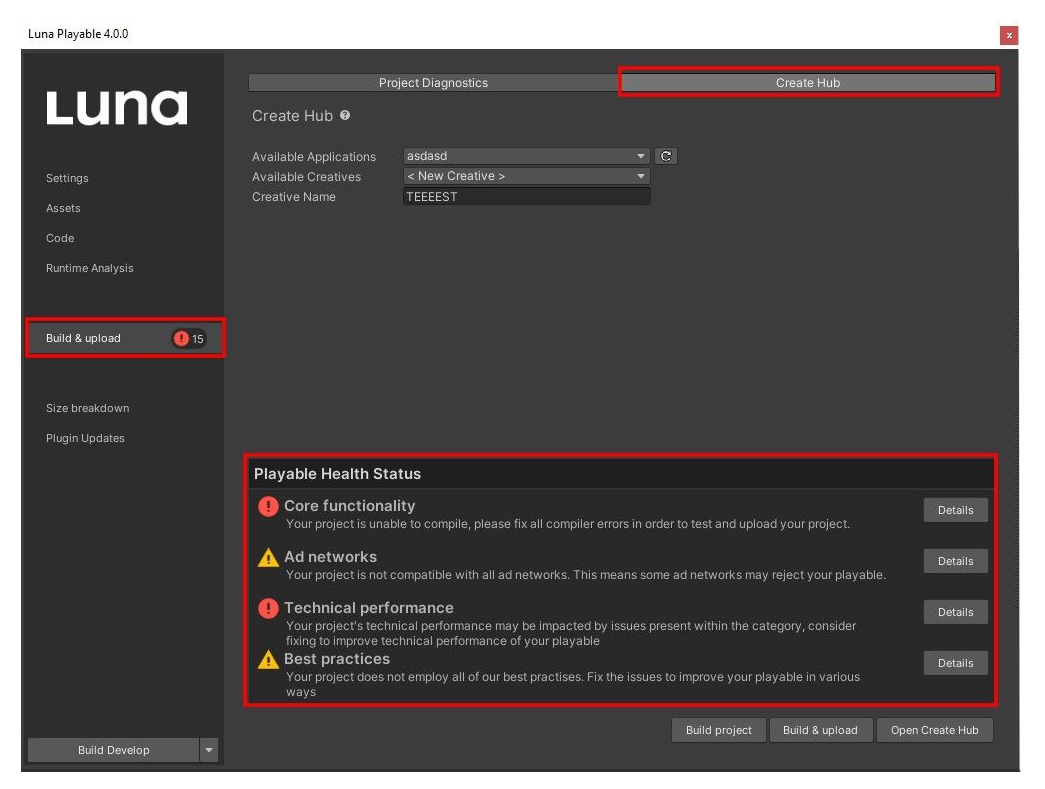 Luna Playable 4.0.0
x
Luna
Project Diagnostics
Create Hub
Create Hub
Available Applications
asdasd
Available Creatives
< New Creative >
Creative Name
TEEEEST
Settings
Assets
Code
Runtime Analysis
Build & upload
! 15
Size breakdown
Plugin Updates
Playable Health Status
Core functionality
Your project is unable to compile, please fix all compiler errors in order to test and upload your project.
Details
Ad networks
Your project is not compatible with all ad networks. This means some ad networks may reject your playable.
Details
Technical performance
Your project's technical performance may be impacted by issues present within the category, consider
fixing to improve technical performance of your playable
Details
Best practices
Your project does not employ all of our best practises. Fix the issues to improve your playable in various
ways
Details
Build project
Build & upload
Open Create Hub
Build Develop